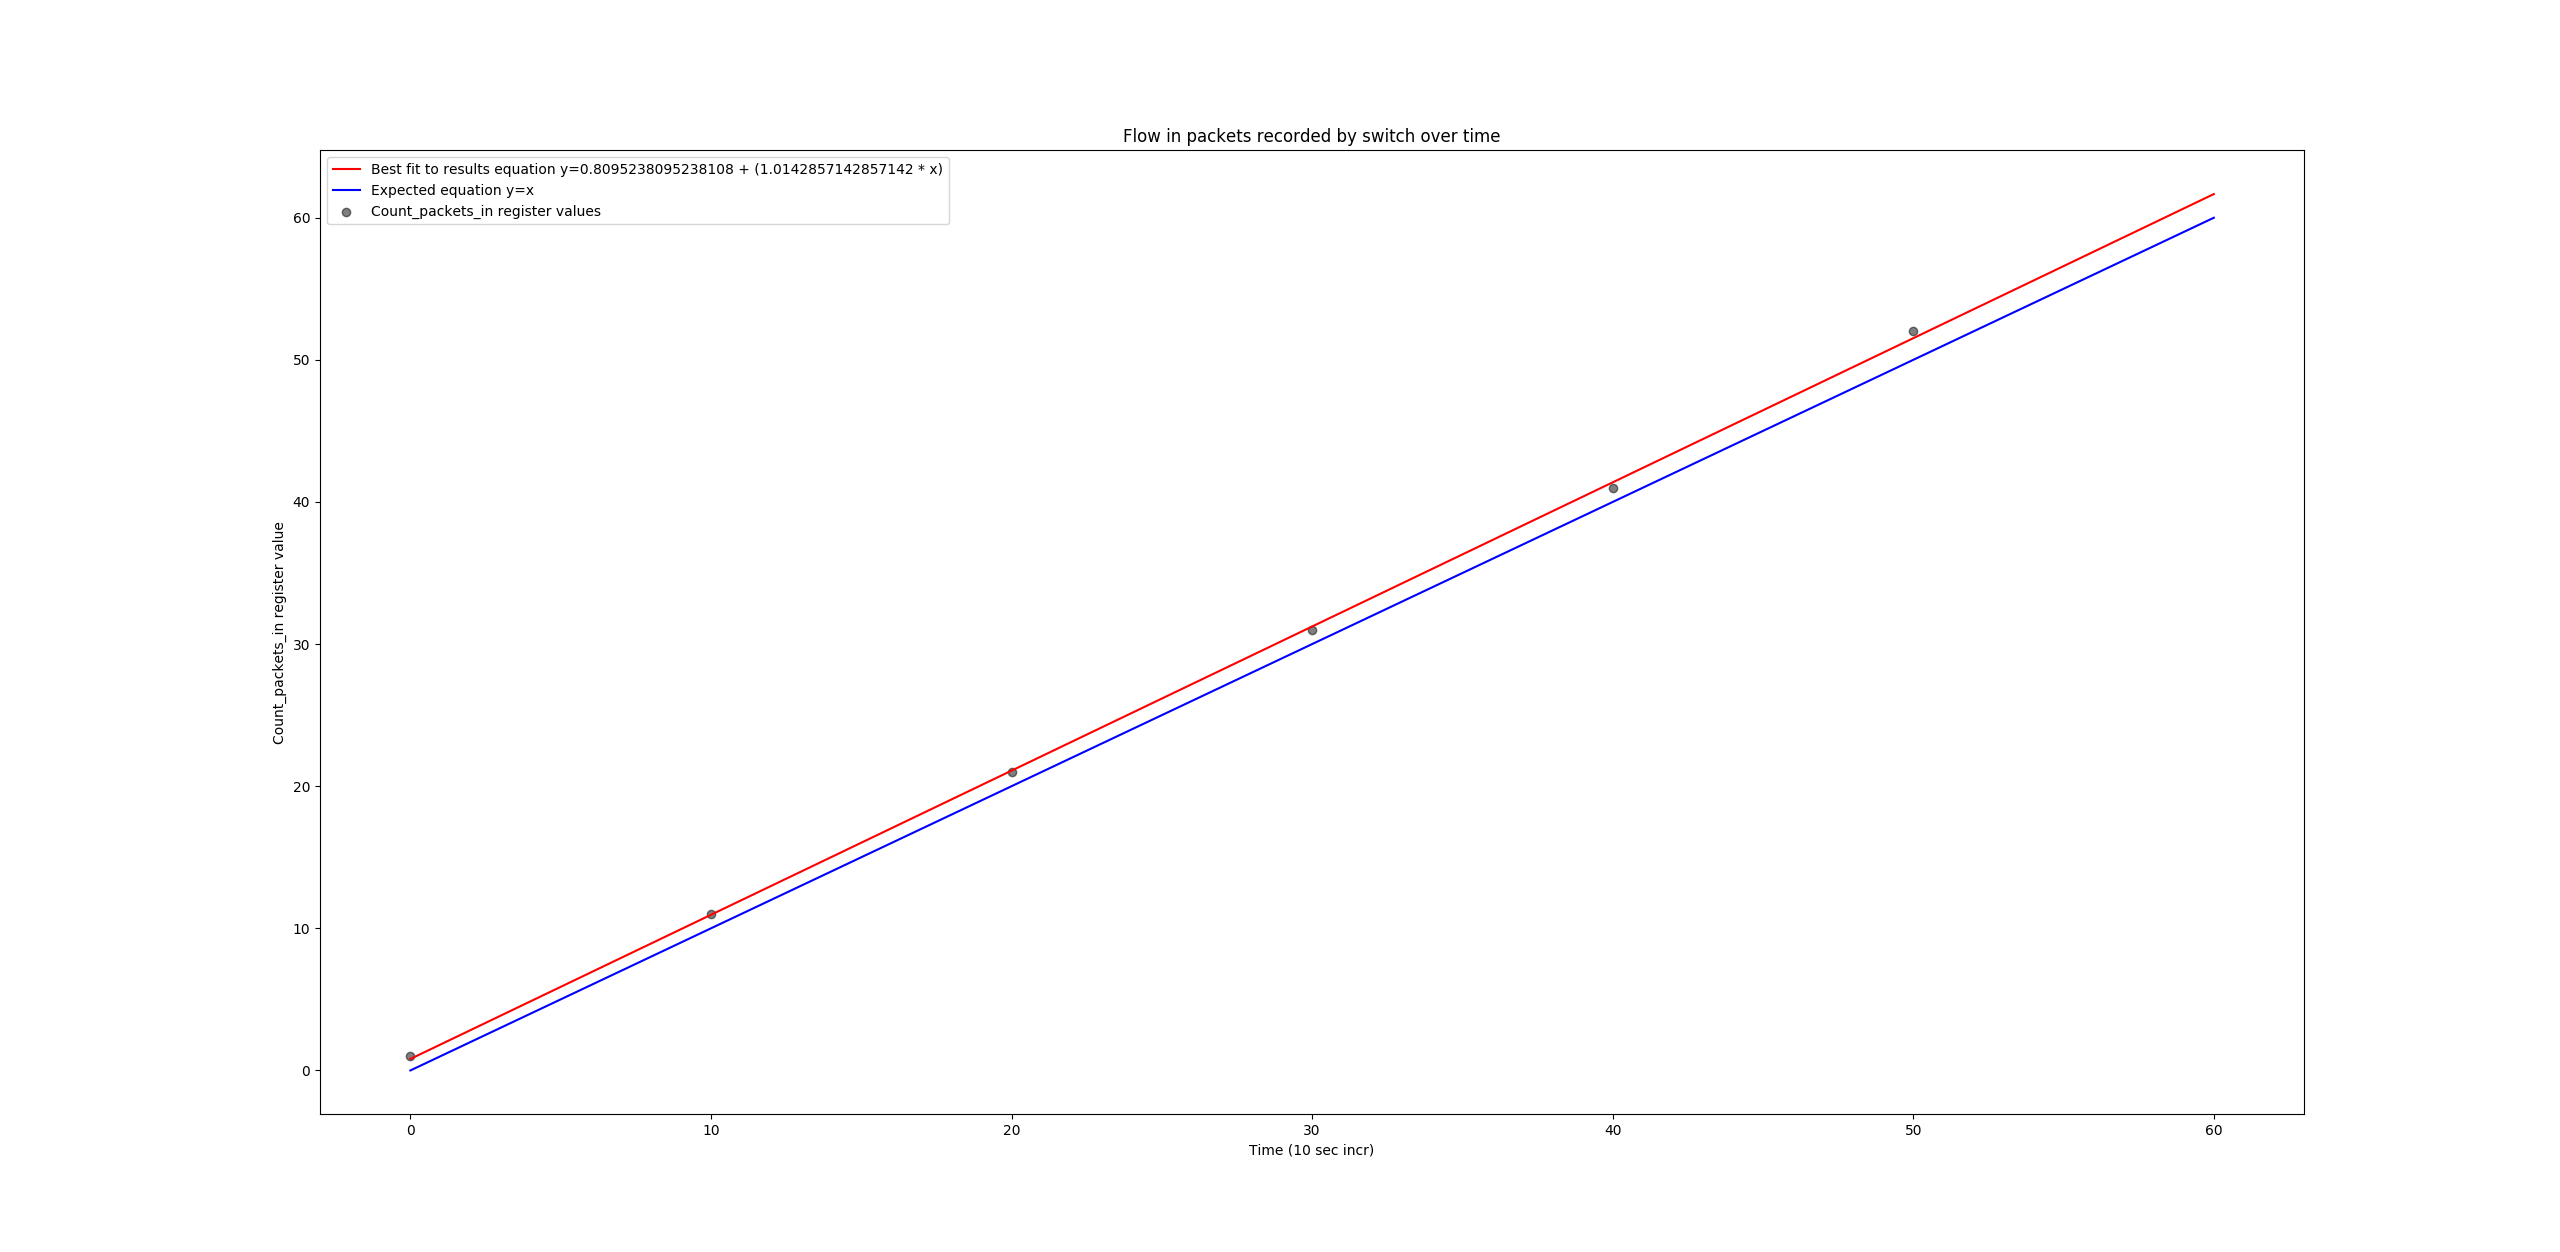 Flow in packets recorded by switch over time
Best fit to results equation y=0.8095238095238108 + (1.0142857142857142 * x)
Expected equation y=x
Count_packets_in register values
60
50
40
30
20
10
0
Count_packets_in register value
0 10 20 30 40 50 60
Time (10 sec incr)